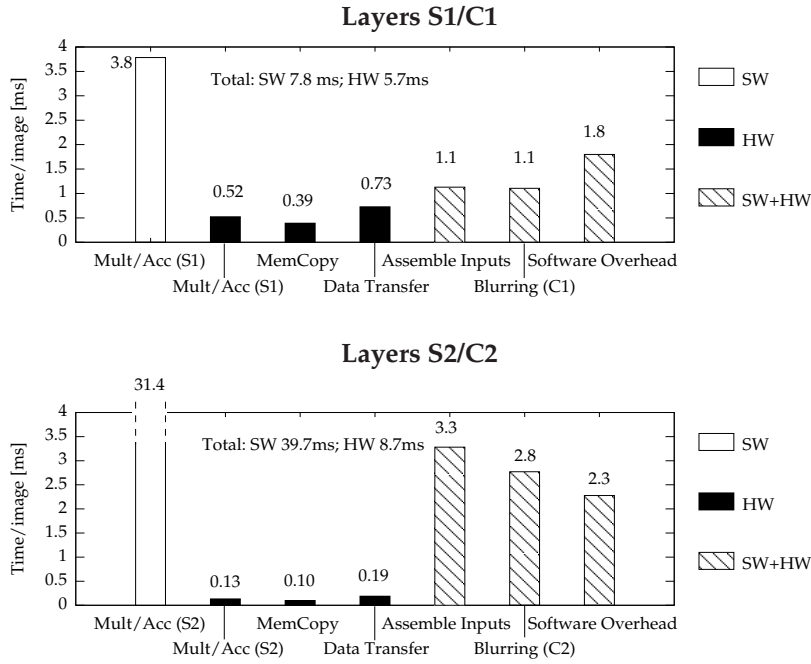 Layers S1/C1
Time/image [ms]
4
3.5
3
2.5
2
1.5
1
0.5
0
Total: SW 7.8 ms; HW 5.7ms
3.8
0.52
0.39
0.73
1.1
1.1
1.8
Mult/Acc (S1)
MemCopy
Assemble Inputs
Software Overhead
Mult/Acc (S1)
Data Transfer
Blurring (C1)
SW
HW
SW+HW
Layers S2/C2
Time/image [ms]
4
3.5
3
2.5
2
1.5
1
0.5
0
Total: SW 39.7ms; HW 8.7ms
31.4
0.13
0.10
0.19
3.3
2.8
2.3
Mult/Acc (S2)
MemCopy
Assemble Inputs
Software Overhead
Mult/Acc (S2)
Data Transfer
Blurring (C2)
SW
HW
SW+HW